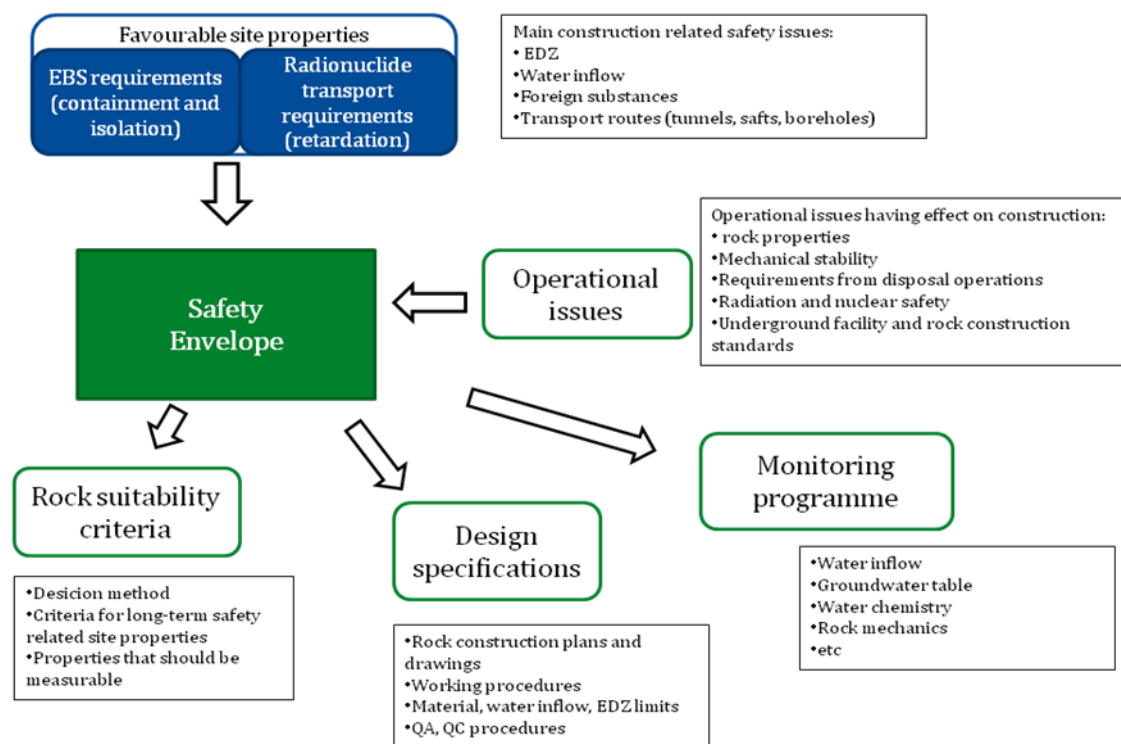 Favourable site properties
EBS requirements
(containment and
isolation)
Radionuclide
transport
requirements
(retardation)
Main construction related safety issues:
• EDZ
•Water inflow
•Foreign substances
•Transport routes (tunnels, safts, boreholes)
Safety
Envelope
Operational
issues
Operational issues having effect on construction:
• rock properties
•Mechanical stability
•Requirements from disposal operations
•Radiation and nuclear safety
•Underground facility and rock construction
standards
Rock suitability
criteria
•Desicion method
•Criteria for long-term safety
related site properties
•Properties that should be
measurable
Design
specifications
•Rock construction plans and
drawings
•Working procedures
•Material, water inflow, EDZ limits
•QA, QC procedures
Monitoring
programme
•Water inflow
•Groundwater table
•Water chemistry
•Rock mechanics
•etc